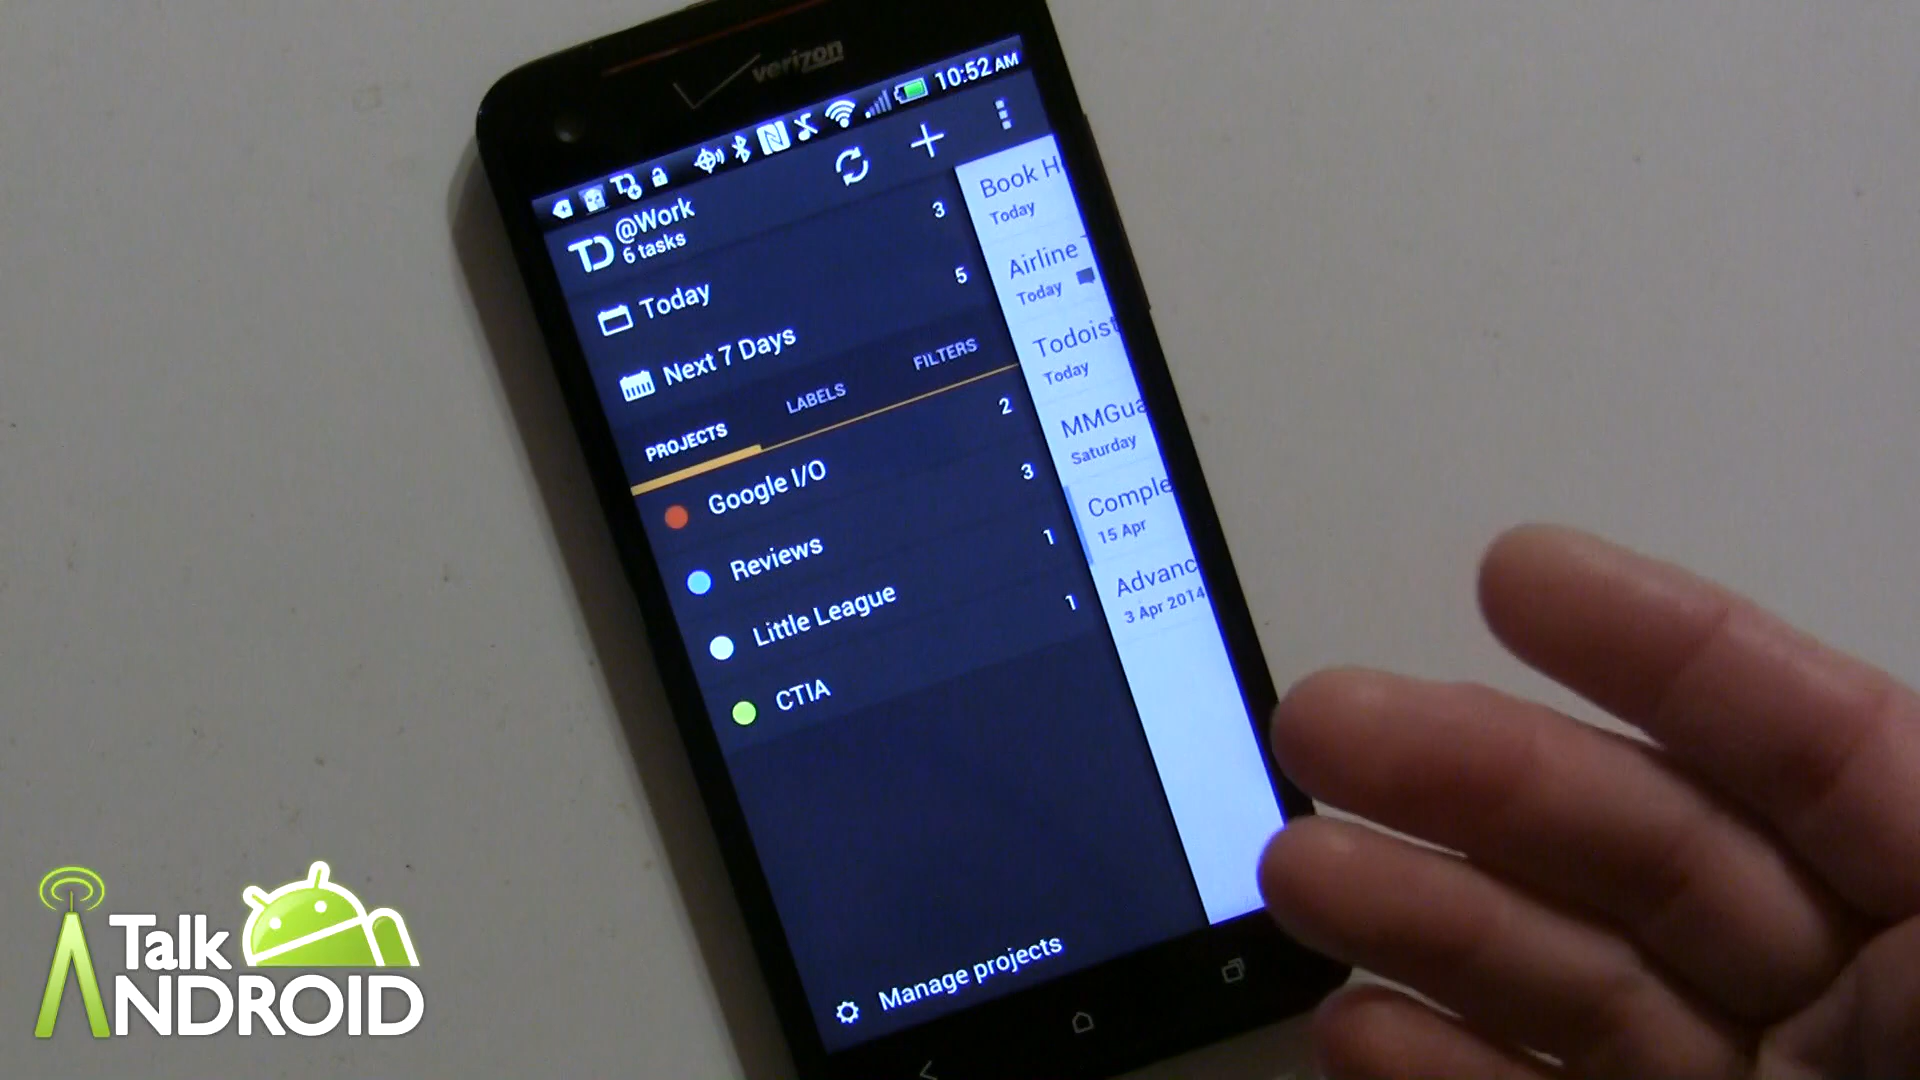 verizon
10:52 AM
@Work
6 tasks
Today 3
Next 7 Days 5
PROJECTS LABELS FILTERS
Google I/O 2
Reviews 3
Little League 1
CTIA 1
Manage projects
Book H
Today
Airline
Today
Todoist
Today
MMGua
Saturday
Comple
15 Apr
Advanc
3 Apr 2014
Talk
ANDROID